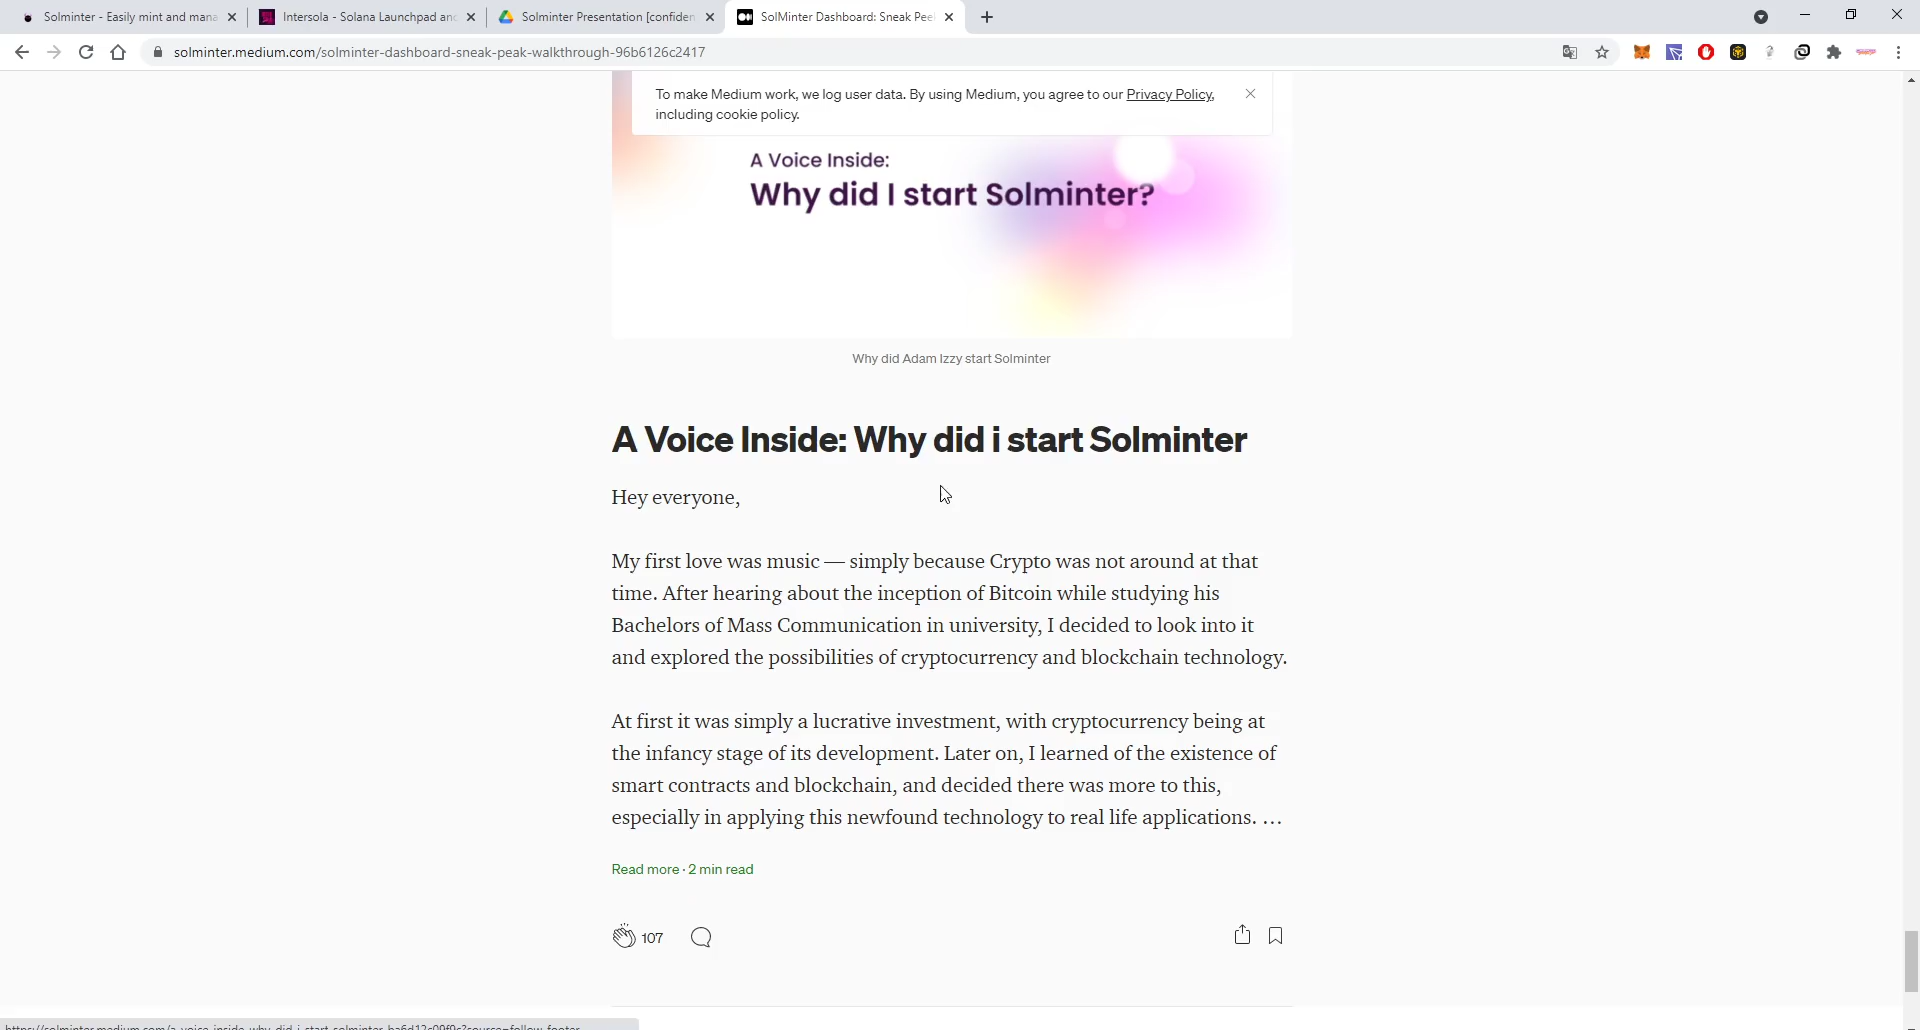 Solminter - Easily mint and mana
Intersola - Solana Launchpad and
Solminter Presentation [confiden
SolMinter Dashboard: Sneak Peel
solminter.medium.com/solminter-dashboard-sneak-peak-walkthrough-96b6126c2417
To make Medium work, we log user data. By using Medium, you agree to our Privacy Policy,
including cookie policy.
A Voice Inside:
Why did I start Solminter?
Why did Adam Izzy start Solminter
A Voice Inside: Why did i start Solminter
Hey everyone,
My first love was music — simply because Crypto was not around at that
time. After hearing about the inception of Bitcoin while studying his
Bachelors of Mass Communication in university, I decided to look into it
and explored the possibilities of cryptocurrency and blockchain technology.
At first it was simply a lucrative investment, with cryptocurrency being at
the infancy stage of its development. Later on, I learned of the existence of
smart contracts and blockchain, and decided there was more to this,
especially in applying this newfound technology to real life applications. …
Read more · 2 min read
107